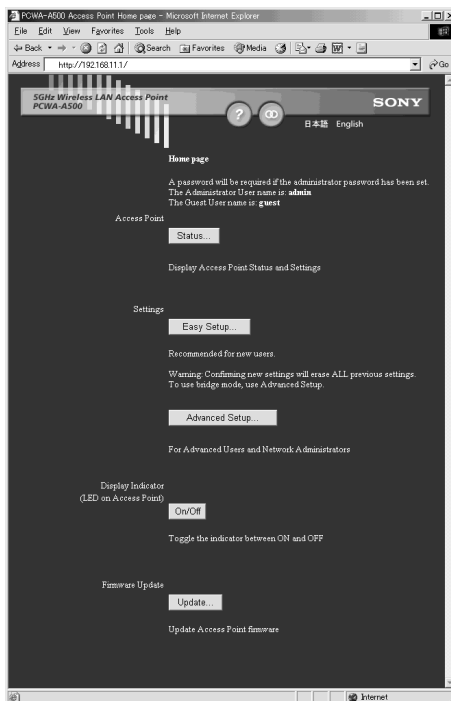 PCWA-A500 Access Point Home page - Microsoft Internet Explorer
File Edit View Favorites Tools Help
Back Search Favorites Media
Address http://192.168.11.1/ Go
5GHz Wireless LAN Access Point
PCWA-A500
SONY
日本語 English
Home page
A password will be required if the administrator password has been set.
The Administrator User name is: admin
The Guest User name is: guest
Access Point
Status...
Display Access Point Status and Settings
Settings
Easy Setup...
Recommended for new users.
Warning: Confirming new settings will erase ALL previous settings.
To use bridge mode, use Advanced Setup.
Advanced Setup...
For Advanced Users and Network Administrators
Display Indicator
(LED on Access Point)
On/Off
Toggle the indicator between ON and OFF
Firmware Update
Update...
Update Access Point firmware
Internet